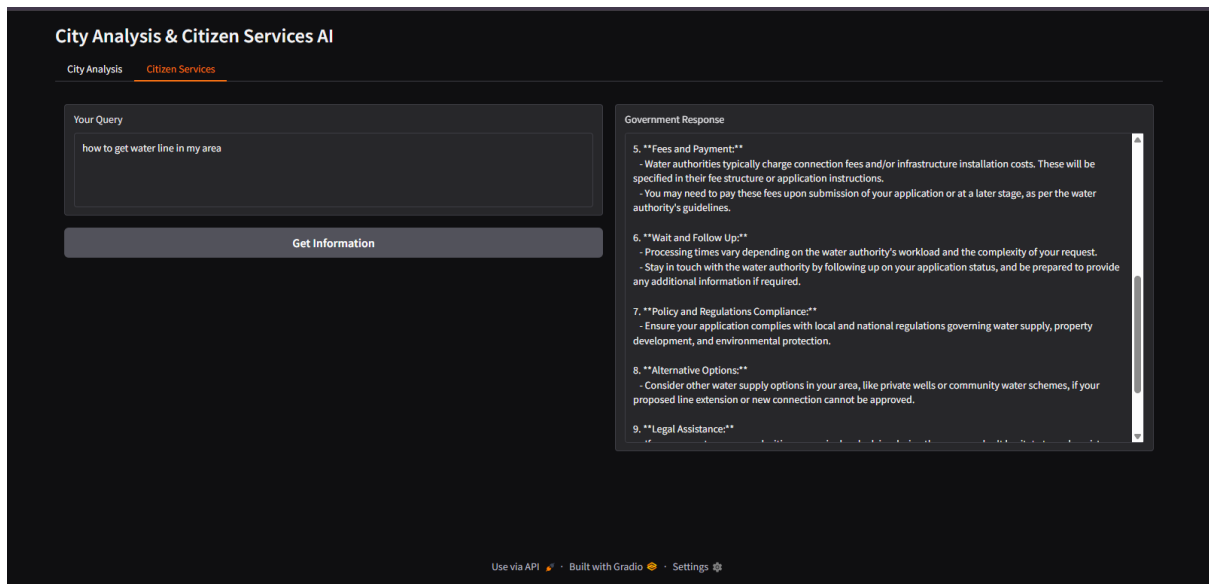 City Analysis & Citizen Services AI
City Analysis
Citizen Services
Your Query
how to get water line in my area
Get Information
Government Response
5. **Fees and Payment:**
- Water authorities typically charge connection fees and/or infrastructure installation costs. These will be
specified in their fee structure or application instructions.
- You may need to pay these fees upon submission of your application or at a later stage, as per the water
authority's guidelines.
6. **Wait and Follow Up:**
- Processing times vary depending on the water authority's workload and the complexity of your request.
- Stay in touch with the water authority by following up on your application status, and be prepared to provide
any additional information if required.
7. **Policy and Regulations Compliance:**
- Ensure your application complies with local and national regulations governing water supply, property
development, and environmental protection.
8. **Alternative Options:**
- Consider other water supply options in your area, like private wells or community water schemes, if your
proposed line extension or new connection cannot be approved.
9. **Legal Assistance:**
Use via API · Built with Gradio · Settings